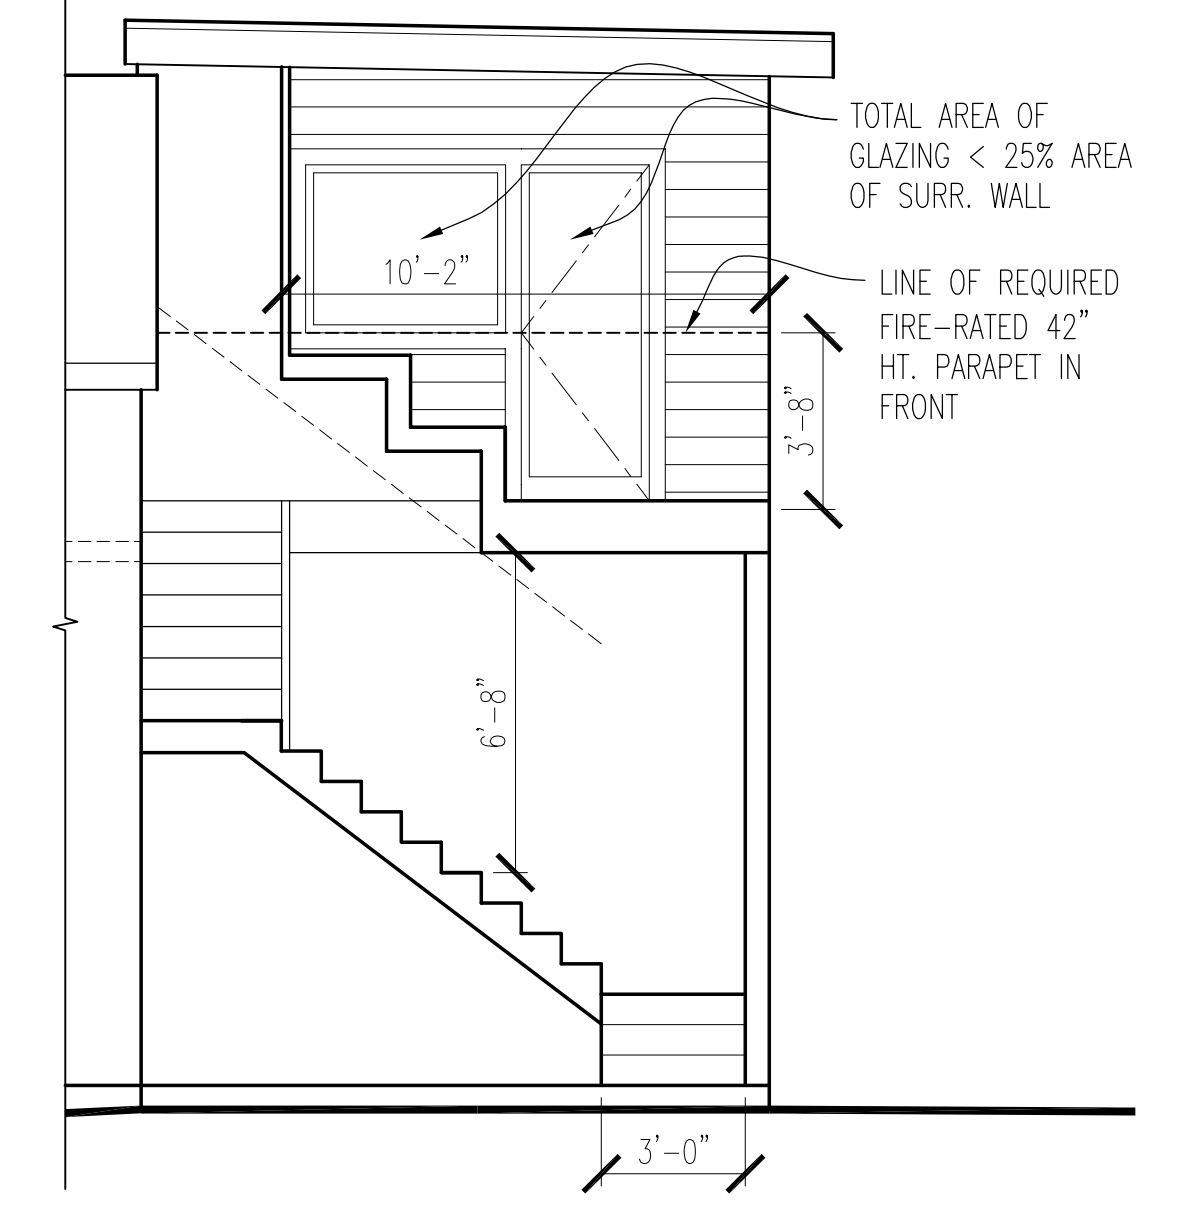 TOTAL AREA OF
GLAZING < 25% AREA
OF SURR. WALL
10'-2"
LINE OF REQUIRED
FIRE-RATED 42"
HT. PARAPET IN
FRONT
3'-8"
6'-8"
3'-0"